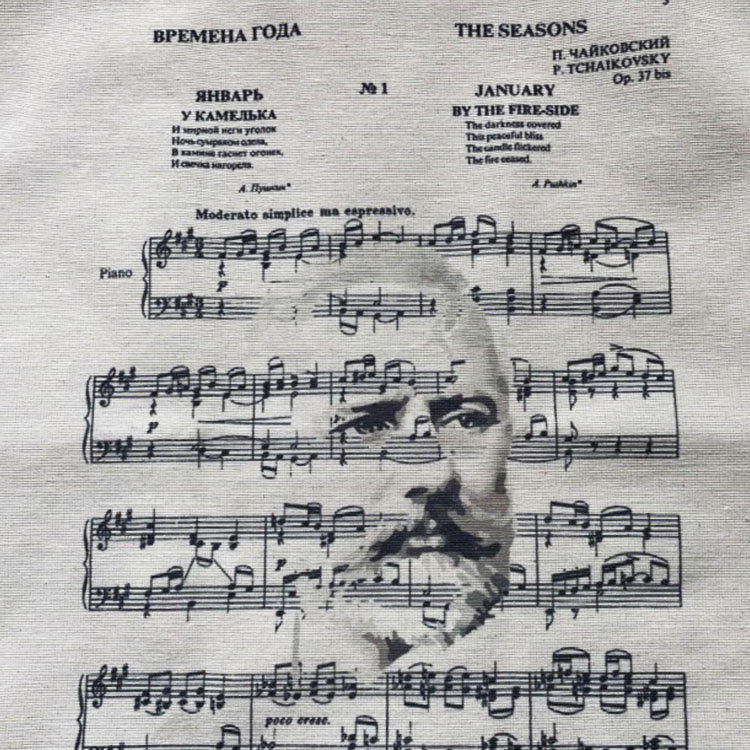 ВРЕМЕНА ГОДА
THE SEASONS
П. ЧАЙКОВСКИЙ
P. TCHAIKOVSKY
Op. 37 bis
№ 1
ЯНВАРЬ
У КАМЕЛЬКА
И мирной неги уголок
Ночь сумраком одела,
В камине гаснет огонек,
И свечка нагорела.
А. Пушкин*
JANUARY
BY THE FIRE-SIDE
The darkness covered
This peaceful bliss
The candle flickered
The fire ceased.
A. Pushkin*
Moderato simplice ma espressivo.
Piano
p
p
poco cresc.